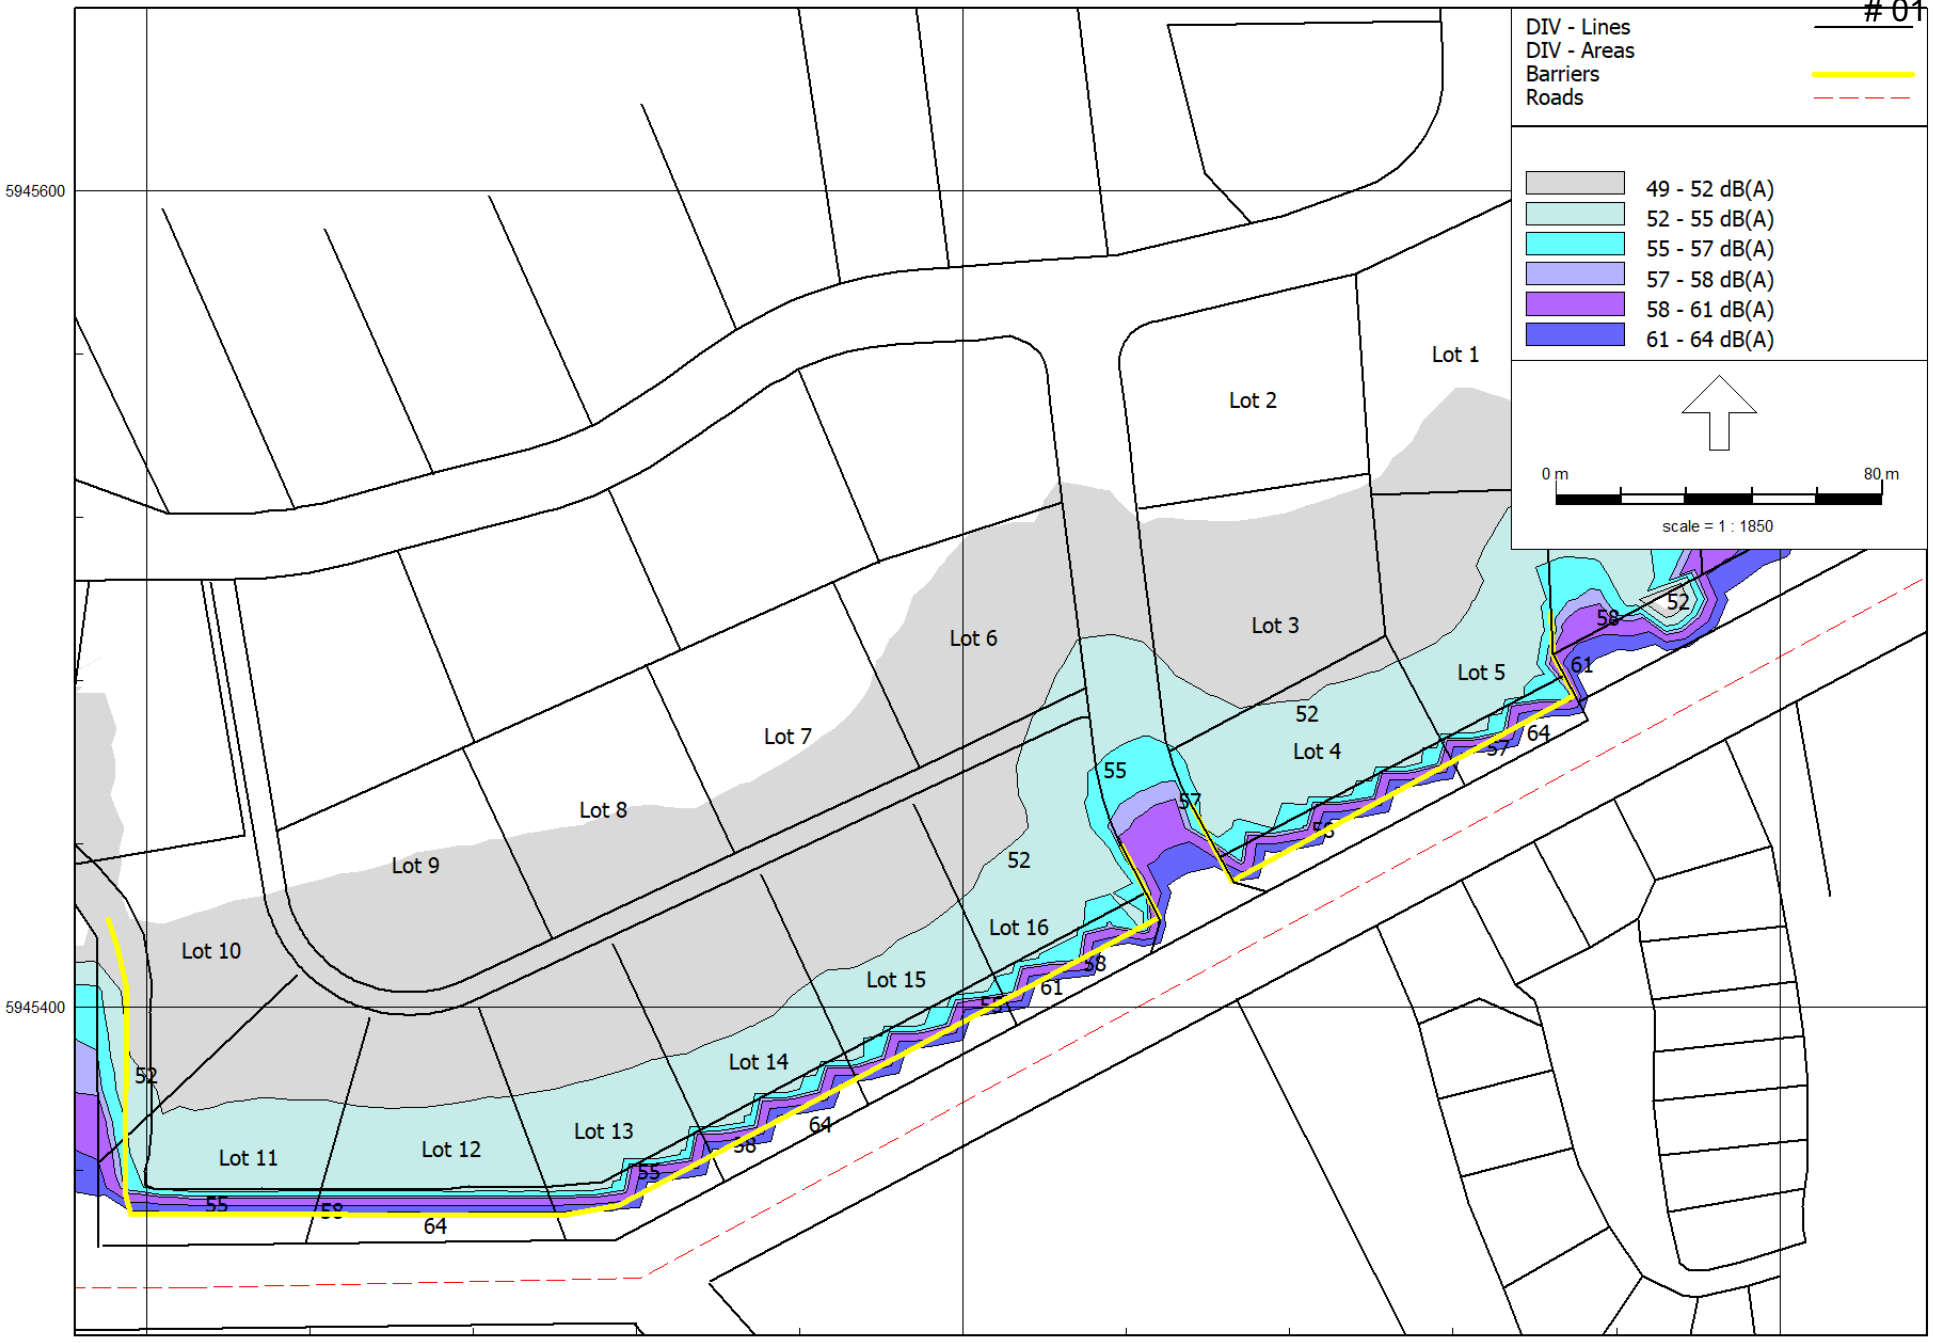 # 01
DIV - Lines
DIV - Areas
Barriers
Roads
49 - 52 dB(A)
52 - 55 dB(A)
55 - 57 dB(A)
57 - 58 dB(A)
58 - 61 dB(A)
61 - 64 dB(A)
0 m 80 m
scale = 1 : 1850
5945600
Lot 1
Lot 2
52
58
Lot 3
Lot 6
61
Lot 5
52
64
Lot 7
57
Lot 4
55
57
Lot 8
52
Lot 9
Lot 16
Lot 10
58
Lot 15
61
5945400
Lot 14
52
64
Lot 13
58
Lot 12
Lot 11
55
55
58
64